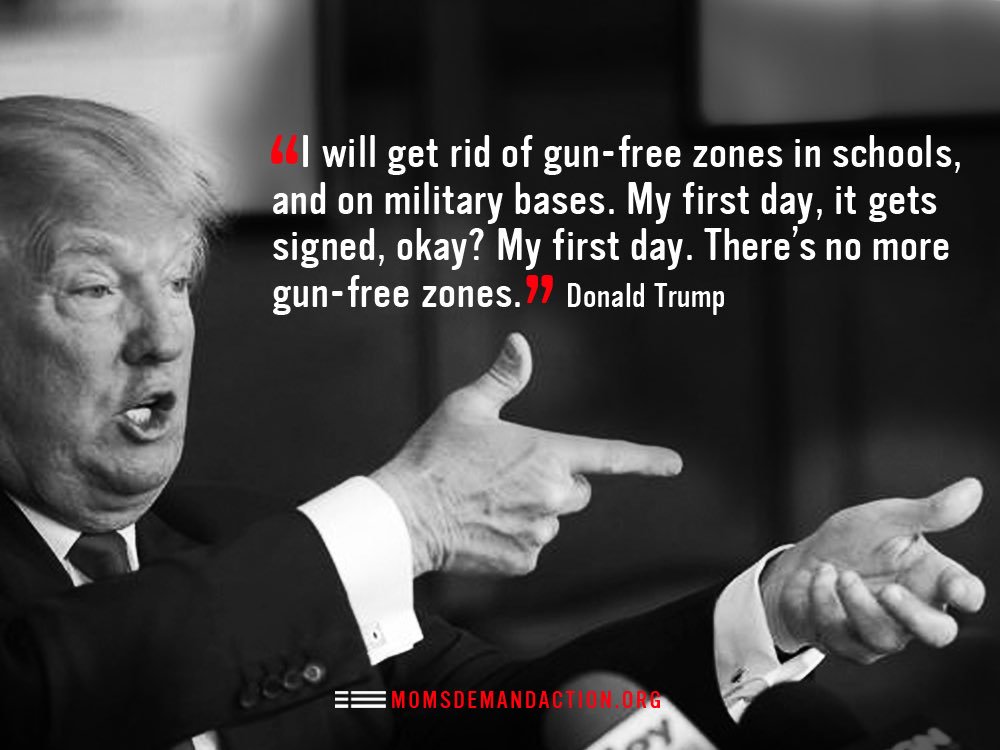 “I will get rid of gun-free zones in schools,
and on military bases. My first day, it gets
signed, okay? My first day. There’s no more
gun-free zones.” Donald Trump
MOMSDEMANDACTION.ORG